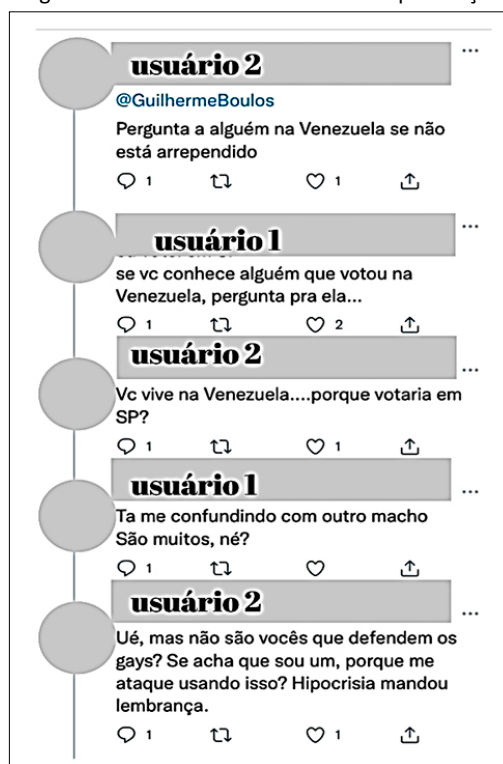 usuário 2
@GuilhermeBoulos
Pergunta a alguém na Venezuela se não
está arrependido
1 1
usuário 1
se vc conhece alguém que votou na
Venezuela, pergunta pra ela...
1 2
usuário 2
Vc vive na Venezuela....porque votaria em
SP?
1 1
usuário 1
Ta me confundindo com outro macho
São muitos, né?
1
usuário 2
Ué, mas não são vocês que defendem os
gays? Se acha que sou um, porque me
ataque usando isso? Hipocrisia mandou
lembrança.
1 1